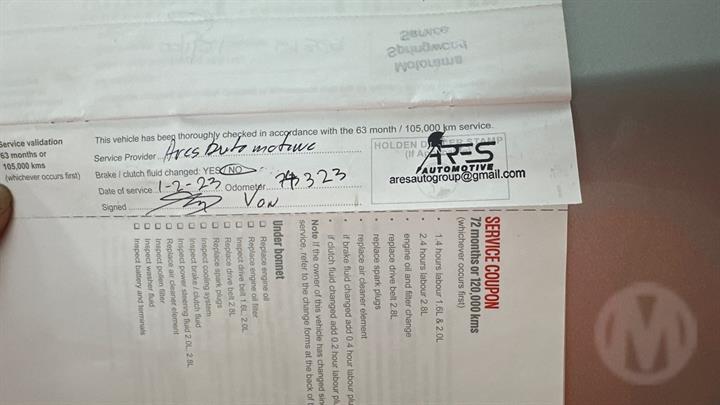 Service validation
63 months or
105,000 kms
(whichever occurs first)
This vehicle has been thoroughly checked in accordance with the 63 month / 105,000 km service.
Service Provider Ares Automotive
Brake / clutch fluid changed: YES NO
Date of service 1-2-23 Odometer
Signed Von
HOLDEN DEALER STAMP
ARES
AUTOMOTIVE
aresautogroup@gmail.com
Motorama
Springwood
Service
SERVICE COUPON
72 months or 120,000 kms
(whichever occurs first)
• 1.4 hours labour 1.6L & 2.0L
• 2.4 hours labour 2.8L
• engine oil and filter change
• replace drive belt 2.8L
• replace spark plugs
• replace air cleaner element
• if brake fluid changed add 0.4 hour labour
• if clutch fluid changed add 0.2 hour labour
Note If the owner of this vehicle has changed
service, refer to the change forms at the back of
Under bonnet
Replace engine oil
Replace engine oil filter
Inspect drive belt 1.6L, 2.0L
Replace drive belt 2.8L
Replace spark plugs
Inspect cooling system
Inspect brake / clutch fluid
Inspect power steering fluid 2.0L, 2.8L
Replace air cleaner element
Inspect pollen filter
Inspect washer fluid
Inspect battery and terminals
M